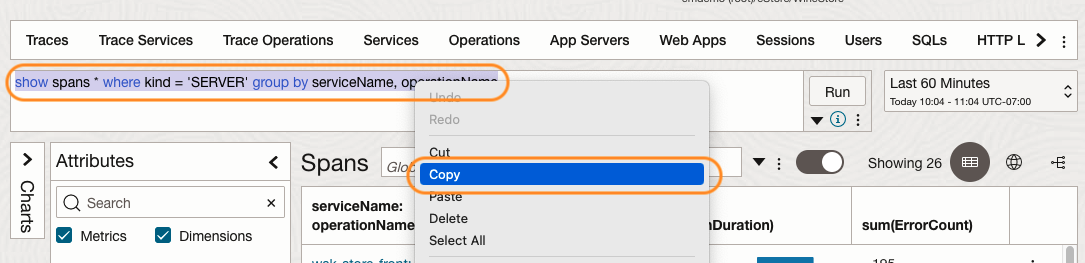 Traces Trace Services Trace Operations Services Operations App Servers Web Apps Sessions Users SQLs HTTP L
show spans * where kind = 'SERVER' group by serviceName, operationName
Run
Last 60 Minutes
Today 10:04 - 11:04 UTC-07:00
Undo
Redo
Cut
Copy
Paste
Delete
Select All
Charts
Attributes
Search
Metrics Dimensions
Spans
Showing 26
serviceName:
operationName
Duration)
sum(ErrorCount)
195